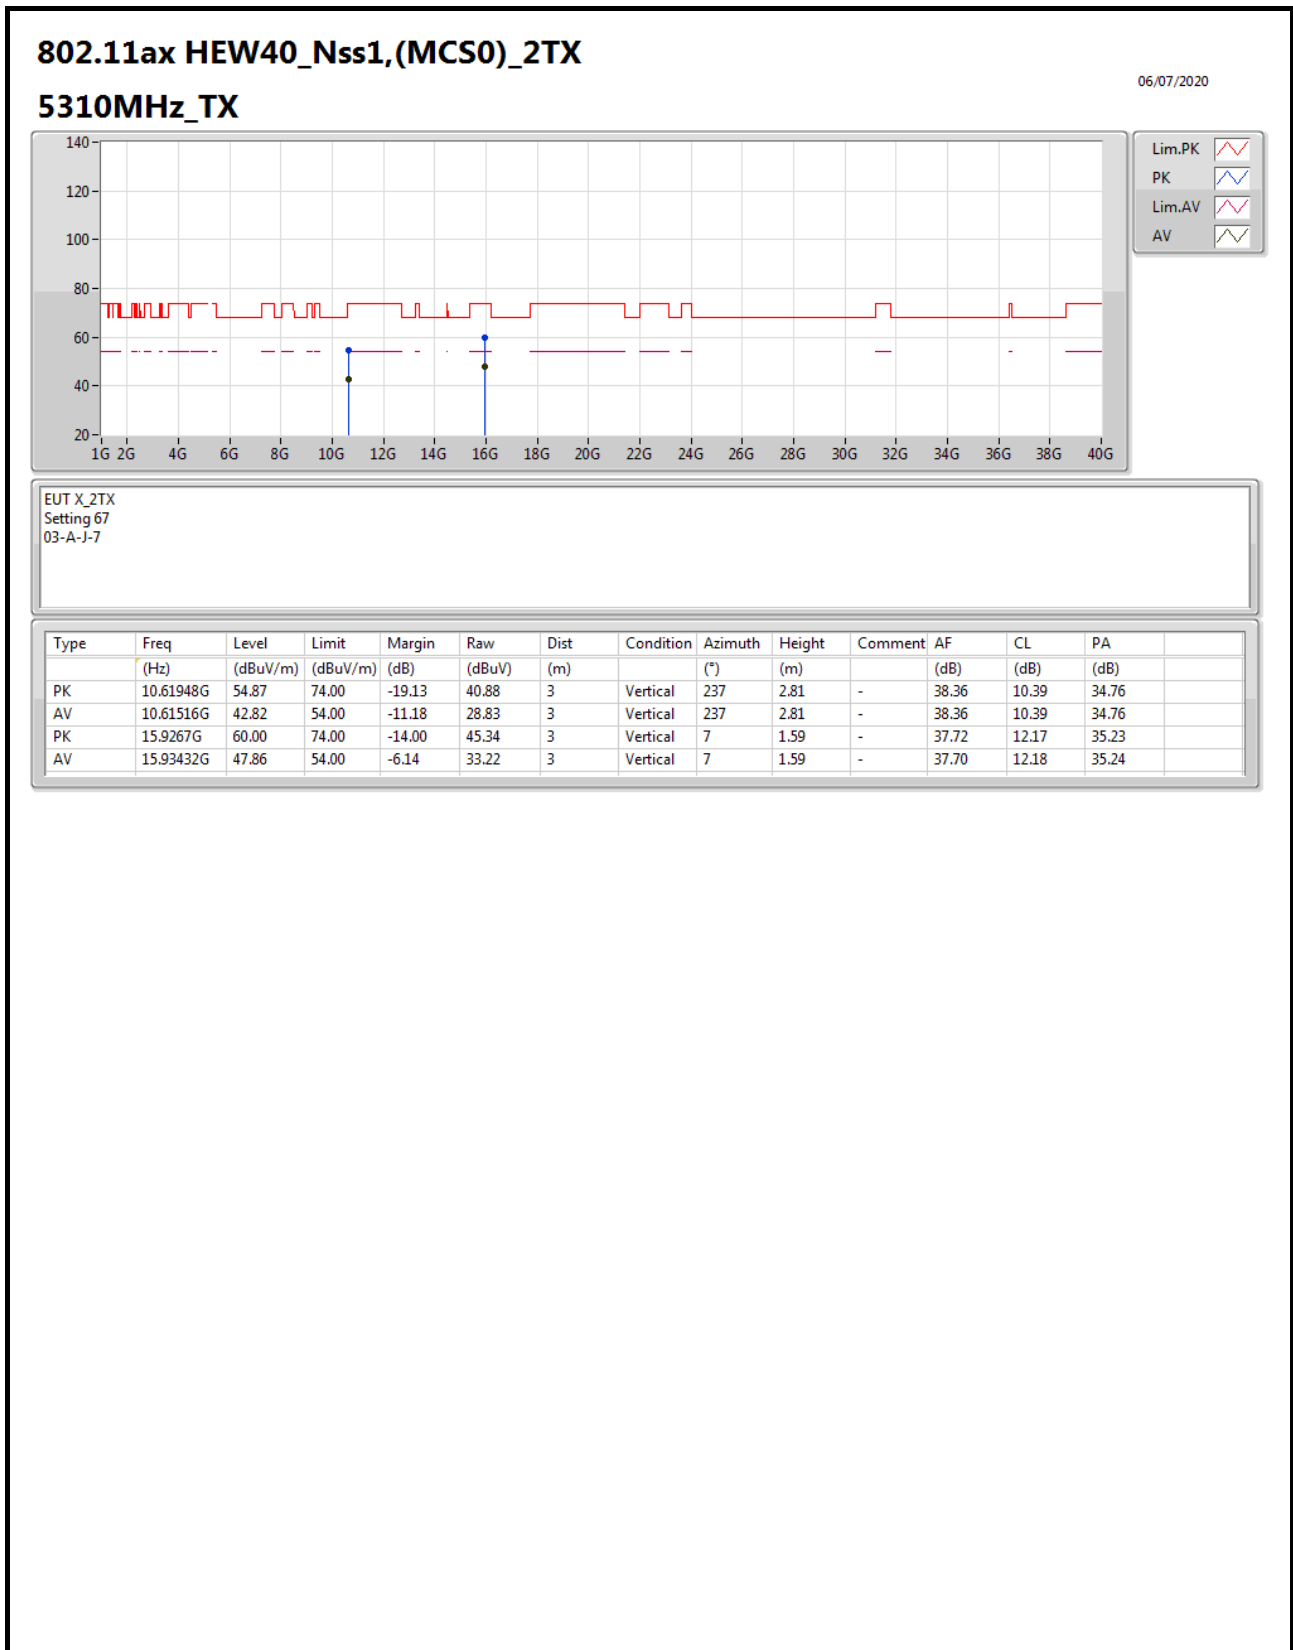 802.11ax HEW40_Nss1,(MCS0)_2TX
06/07/2020
5310MHz_TX
140
120
100
80
60
40
20
1G 2G 4G 6G 8G 10G 12G 14G 16G 18G 20G 22G 24G 26G 28G 30G 32G 34G 36G 38G 40G
Lim.PK
PK
Lim.AV
AV
EUT X_2TX
Setting 67
03-A-J-7
Type Freq Level Limit Margin Raw Dist Condition Azimuth Height Comment AF CL PA
(Hz) (dBuV/m) (dBuV/m) (dB) (dBuV) (m) (°) (m) (dB) (dB) (dB)
PK 10.61948G 54.87 74.00 -19.13 40.88 3 Vertical 237 2.81 - 38.36 10.39 34.76
AV 10.61516G 42.82 54.00 -11.18 28.83 3 Vertical 237 2.81 - 38.36 10.39 34.76
PK 15.9267G 60.00 74.00 -14.00 45.34 3 Vertical 7 1.59 - 37.72 12.17 35.23
AV 15.93432G 47.86 54.00 -6.14 33.22 3 Vertical 7 1.59 - 37.70 12.18 35.24